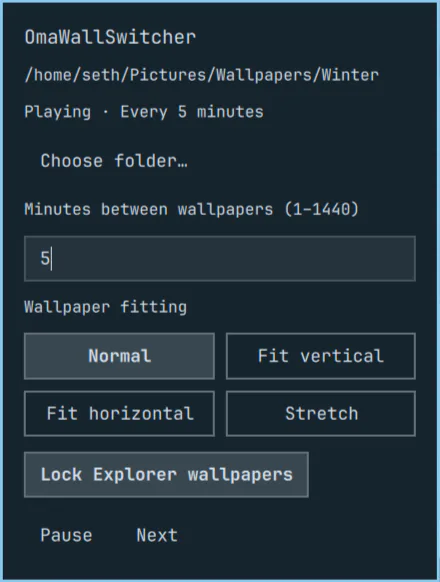 OmaWallSwitcher
/home/seth/Pictures/Wallpapers/Winter
Playing · Every 5 minutes
Choose folder…
Minutes between wallpapers (1–1440)
5
Wallpaper fitting
Normal
Fit vertical
Fit horizontal
Stretch
Lock Explorer wallpapers
Pause
Next